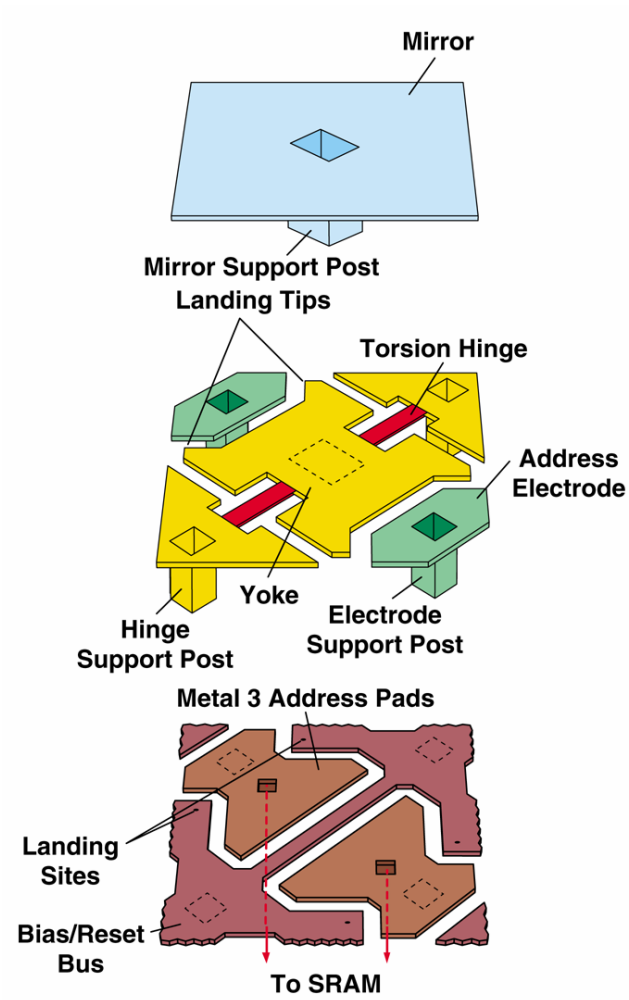 Mirror
Mirror Support Post
Landing Tips
Torsion Hinge
Address
Electrode
Yoke
Hinge
Support Post
Electrode
Support Post
Metal 3 Address Pads
Landing
Sites
Bias/Reset
Bus
To SRAM